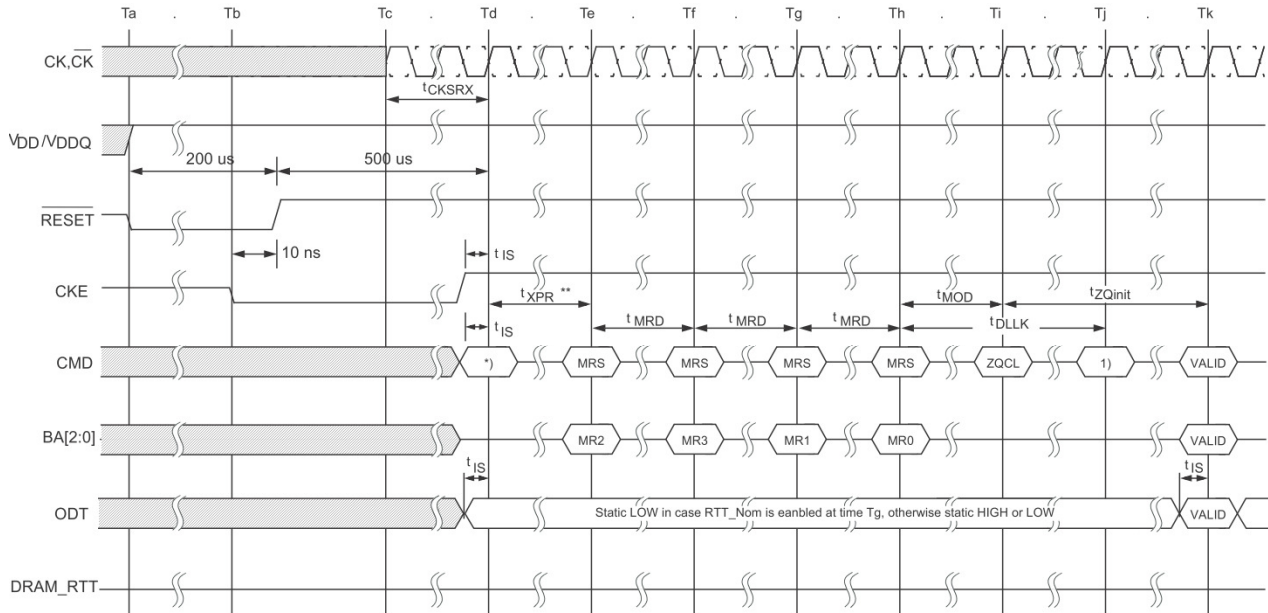 Ta . Tb Tc . Td . Te . Tf . Tg . Th . Ti . Tj . Tk .
CK,CK
tCKSRX
VDD/VDDQ
200 us 500 us
RESET
10 ns tIS
CKE
tXPR ** tMOD tZQinit
tIS tMRD tMRD tMRD tDLLK
CMD *) MRS MRS MRS MRS ZQCL 1) VALID
BA[2:0] MR2 MR3 MR1 MR0 VALID
tIS tIS
ODT Static LOW in case RTT_Nom is eanbled at time Tg, otherwise static HIGH or LOW VALID
DRAM_RTT